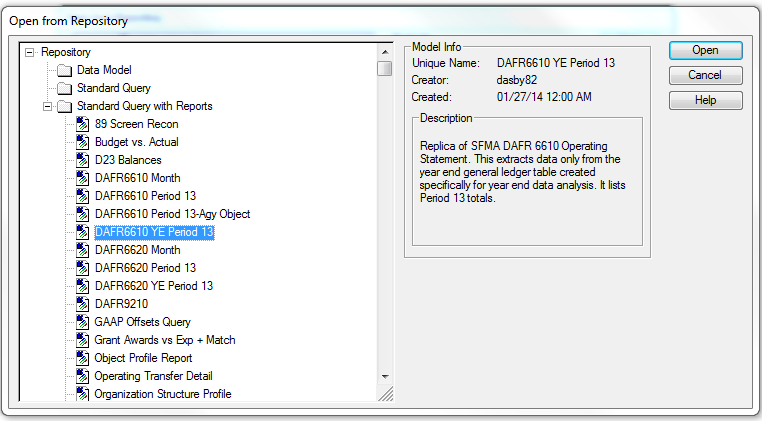 Open from Repository
Repository
Data Model
Standard Query
Standard Query with Reports
89 Screen Recon
Budget vs. Actual
D23 Balances
DAFR6610 Month
DAFR6610 Period 13
DAFR6610 Period 13-Agy Object
DAFR6610 YE Period 13
DAFR6620 Month
DAFR6620 Period 13
DAFR6620 YE Period 13
DAFR9210
GAAP Offsets Query
Grant Awards vs Exp + Match
Object Profile Report
Operating Transfer Detail
Organization Structure Profile
Model Info
Unique Name: DAFR6610 YE Period 13
Creator: dasby82
Created: 01/27/14 12:00 AM
Description
Replica of SFMA DAFR 6610 Operating
Statement. This extracts data only from the
year end general ledger table created
specifically for year end data analysis. It lists
Period 13 totals.
Open
Cancel
Help